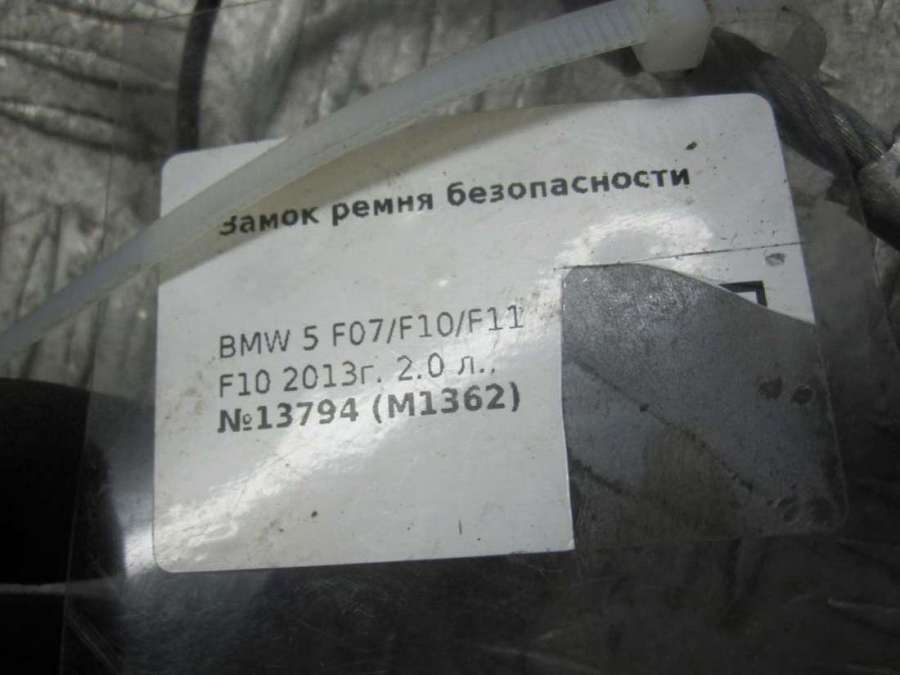 Замок ремня безопасности
BMW 5 F07/F10/F11
F10 2013г. 2.0 л.,
№13794 (M1362)